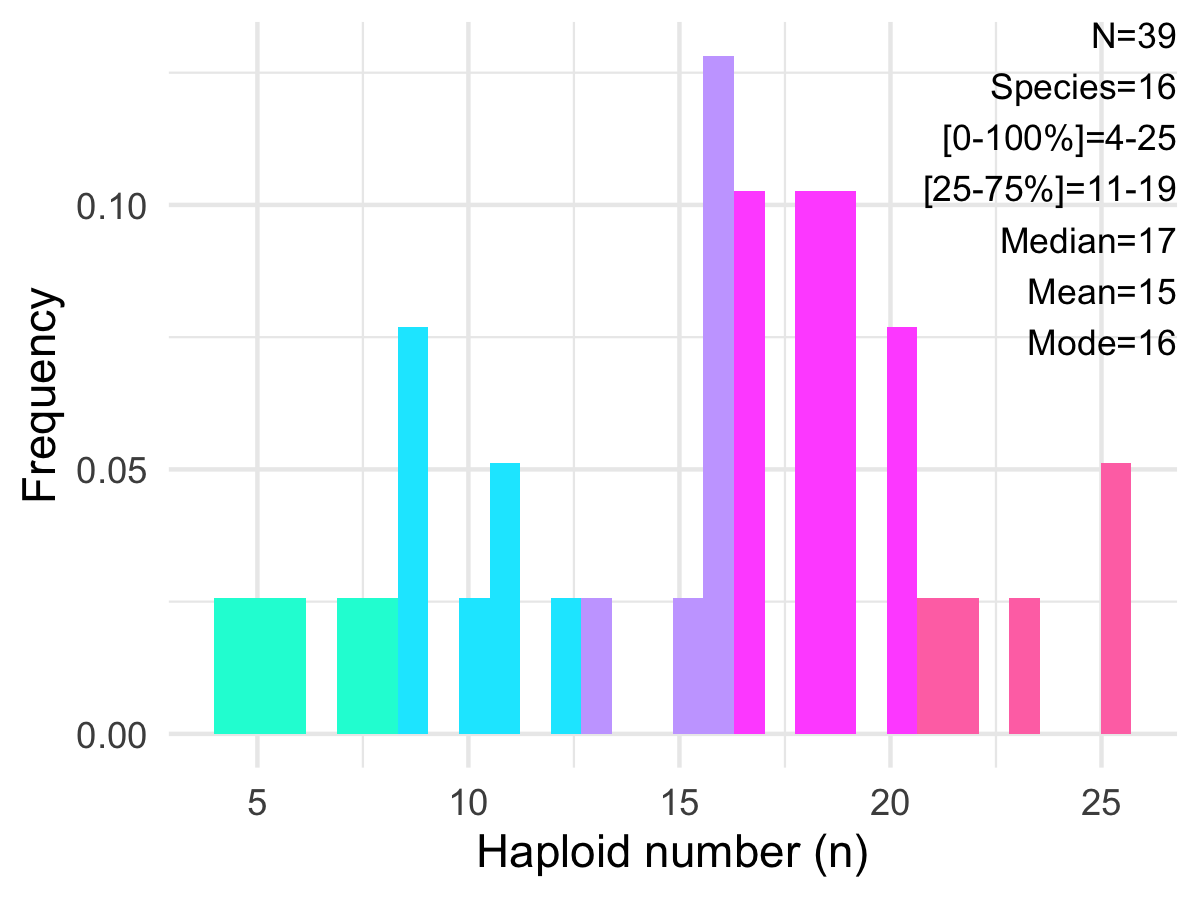 N=39
Species=16
[0-100%]=4-25
[25-75%]=11-19
Median=17
Mean=15
Mode=16
0.10
0.05
0.00
Frequency
5 10 15 20 25
Haploid number (n)